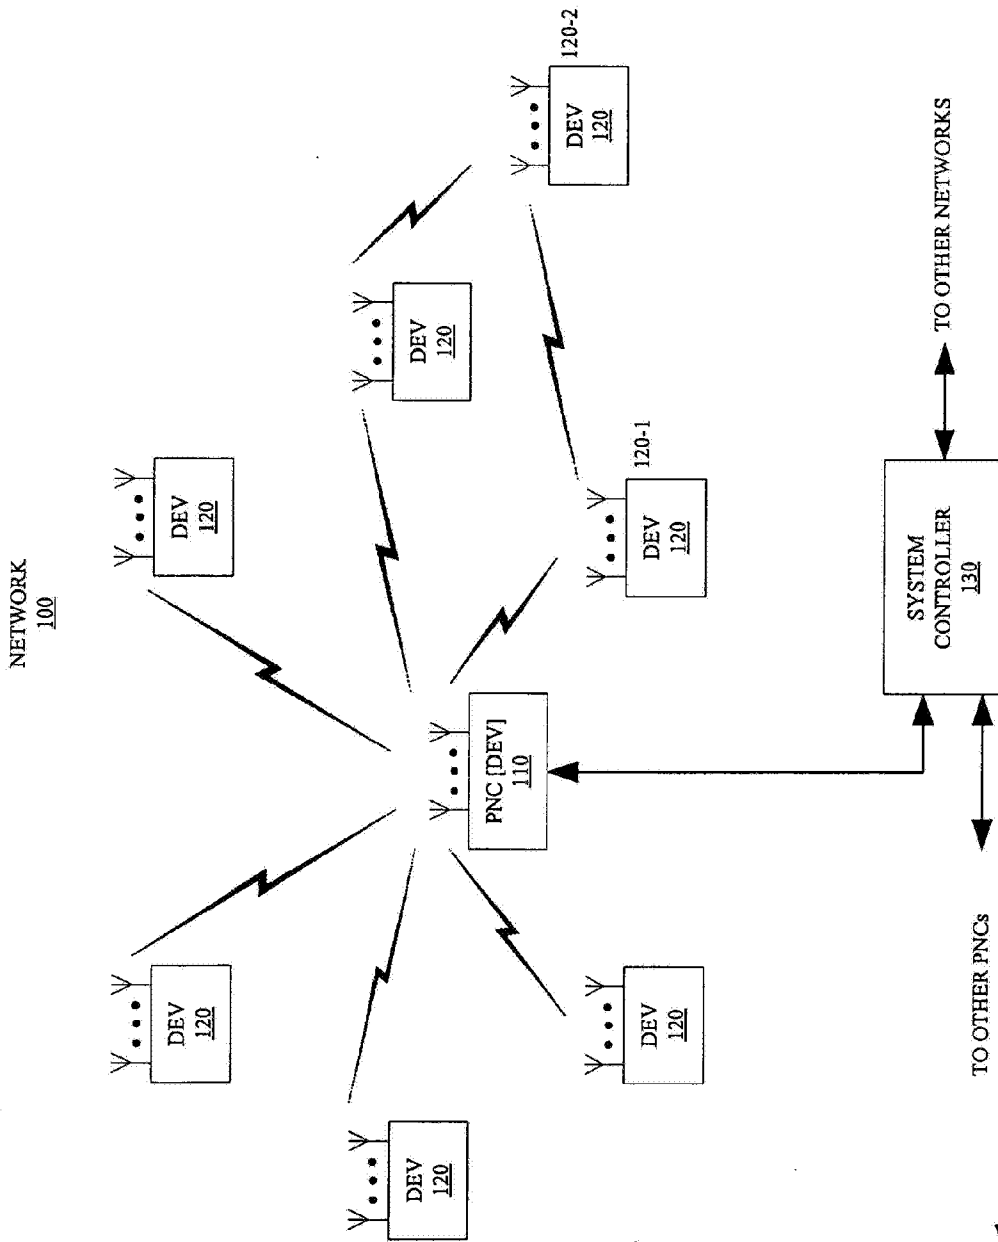 NETWORK
100
DEV
120
DEV
120
DEV
120
DEV
120
120-2
DEV
120
PNC [DEV]
110
DEV
120
120-1
DEV
120
TO OTHER PNCs
SYSTEM
CONTROLLER
130
TO OTHER NETWORKS